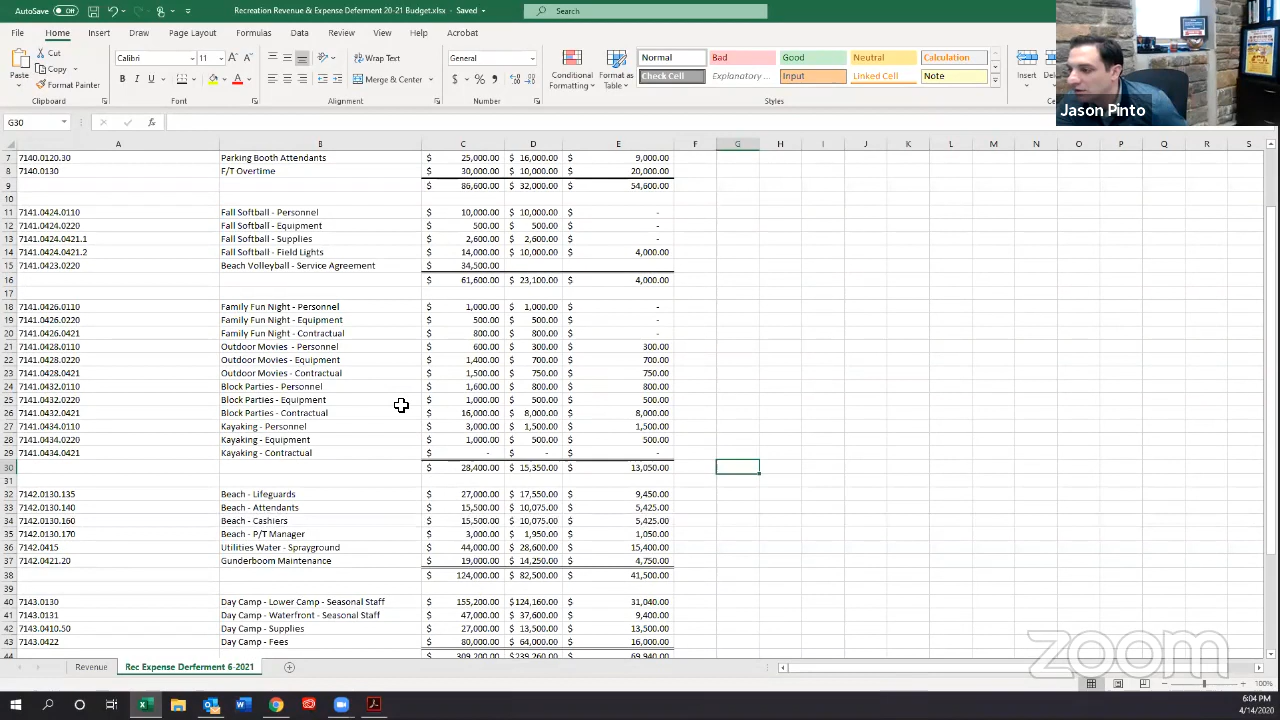 AutoSave Off Recreation Revenue & Expense Deferment 20-21 Budget.xlsx - Saved Search
File Home Insert Draw Page Layout Formulas Data Review View Help Acrobat
Cut Calibri 11 Wrap Text General Normal Bad Good Neutral Calculation
Paste Copy Format Painter B I U Merge & Center $ % Conditional Formatting Format as Table Check Cell Explanatory... Input Linked Cell Note Insert
Clipboard Font Alignment Number Styles
Jason Pinto
G30 fx
A B C D E F G H I J K L M N O P Q R S
7 7140.0120.30 Parking Booth Attendants $ 25,000.00 $ 16,000.00 $ 9,000.00
8 7140.0130 F/T Overtime $ 30,000.00 $ 10,000.00 $ 20,000.00
9 $ 86,600.00 $ 32,000.00 $ 54,600.00
10
11 7141.0424.0110 Fall Softball - Personnel $ 10,000.00 $ 10,000.00 $ -
12 7141.0424.0220 Fall Softball - Equipment $ 500.00 $ 500.00 $ -
13 7141.0424.0421.1 Fall Softball - Supplies $ 2,600.00 $ 2,600.00 $ -
14 7141.0424.0421.2 Fall Softball - Field Lights $ 14,000.00 $ 10,000.00 $ 4,000.00
15 7141.0423.0220 Beach Volleyball - Service Agreement $ 34,500.00
16 $ 61,600.00 $ 23,100.00 $ 4,000.00
17
18 7141.0426.0110 Family Fun Night - Personnel $ 1,000.00 $ 1,000.00 $ -
19 7141.0426.0220 Family Fun Night - Equipment $ 500.00 $ 500.00 $ -
20 7141.0426.0421 Family Fun Night - Contractual $ 800.00 $ 800.00 $ -
21 7141.0428.0110 Outdoor Movies - Personnel $ 600.00 $ 300.00 $ 300.00
22 7141.0428.0220 Outdoor Movies - Equipment $ 1,400.00 $ 700.00 $ 700.00
23 7141.0428.0421 Outdoor Movies - Contractual $ 1,500.00 $ 750.00 $ 750.00
24 7141.0432.0110 Block Parties - Personnel $ 1,600.00 $ 800.00 $ 800.00
25 7141.0432.0220 Block Parties - Equipment $ 1,000.00 $ 500.00 $ 500.00
26 7141.0432.0421 Block Parties - Contractual $ 16,000.00 $ 8,000.00 $ 8,000.00
27 7141.0434.0110 Kayaking - Personnel $ 3,000.00 $ 1,500.00 $ 1,500.00
28 7141.0434.0220 Kayaking - Equipment $ 1,000.00 $ 500.00 $ 500.00
29 7141.0434.0421 Kayaking - Contractual $ - $ - $ -
30 $ 28,400.00 $ 15,350.00 $ 13,050.00
31
32 7142.0130.135 Beach - Lifeguards $ 27,000.00 $ 17,550.00 $ 9,450.00
33 7142.0130.140 Beach - Attendants $ 15,500.00 $ 10,075.00 $ 5,425.00
34 7142.0130.160 Beach - Cashiers $ 15,500.00 $ 10,075.00 $ 5,425.00
35 7142.0130.170 Beach - P/T Manager $ 3,000.00 $ 1,950.00 $ 1,050.00
36 7142.0415 Utilities Water - Sprayground $ 44,000.00 $ 28,600.00 $ 15,400.00
37 7142.0421.20 Gunderboom Maintenance $ 19,000.00 $ 14,250.00 $ 4,750.00
38 $ 124,000.00 $ 82,500.00 $ 41,500.00
39
40 7143.0130 Day Camp - Lower Camp - Seasonal Staff $ 155,200.00 $124,160.00 $ 31,040.00
41 7143.0131 Day Camp - Waterfront - Seasonal Staff $ 47,000.00 $ 37,600.00 $ 9,400.00
42 7143.0410.50 Day Camp - Supplies $ 27,000.00 $ 13,500.00 $ 13,500.00
43 7143.0422 Day Camp - Fees $ 80,000.00 $ 64,000.00 $ 16,000.00
44 $ 309,200.00 $239,260.00 $ 69,940.00
zoom
Revenue Rec Expense Derferment 6-2021
100%
6:04 PM
4/14/2020